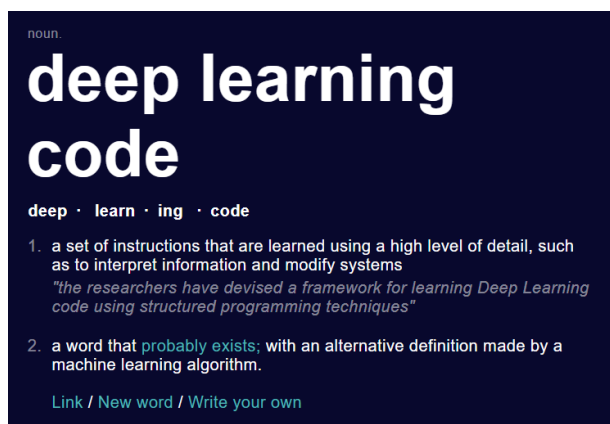 noun.
deep learning
code
deep · learn · ing · code
1. a set of instructions that are learned using a high level of detail, such
as to interpret information and modify systems
"the researchers have devised a framework for learning Deep Learning
code using structured programming techniques"
2. a word that probably exists; with an alternative definition made by a
machine learning algorithm.
Link / New word / Write your own